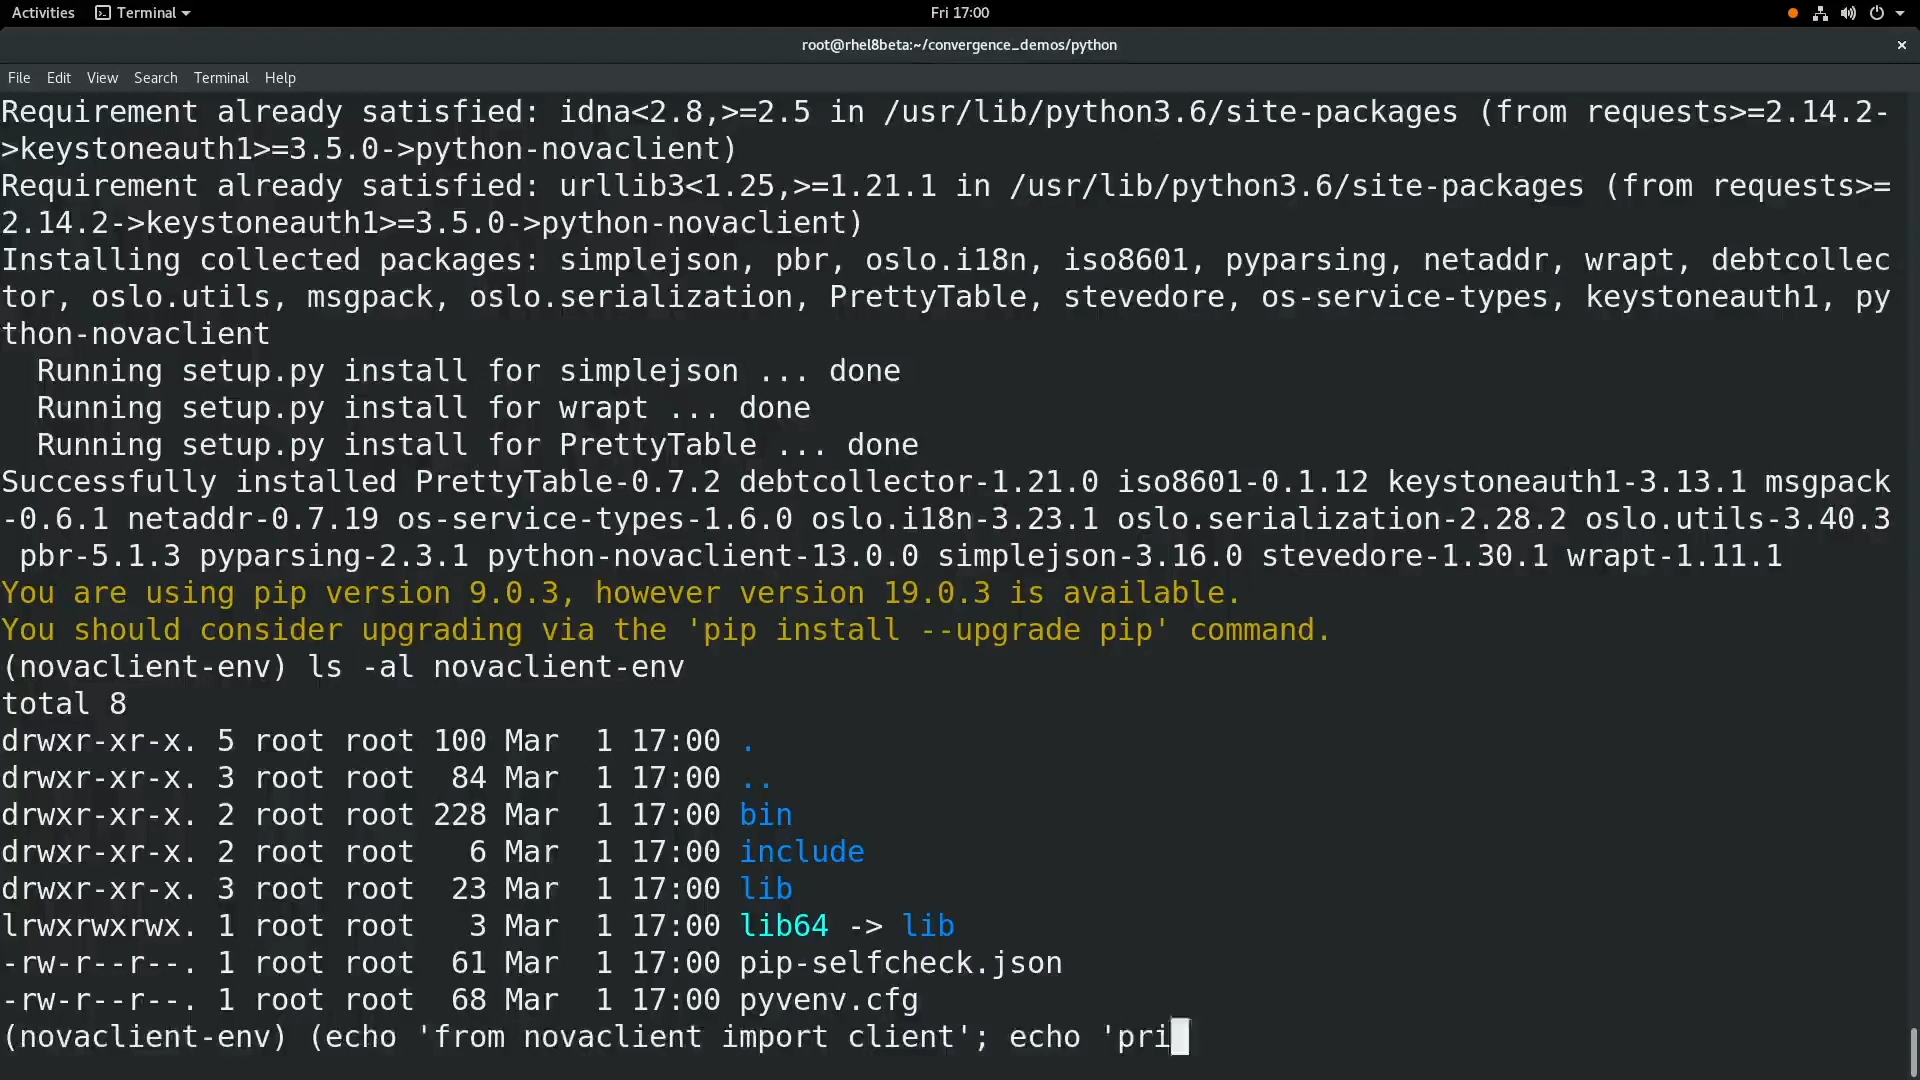 Activities Terminal Fri 17:00
root@rhel8beta:~/convergence_demos/python
File Edit View Search Terminal Help
Requirement already satisfied: idna<2.8,>=2.5 in /usr/lib/python3.6/site-packages (from requests>=2.14.2-
>keystoneauth1>=3.5.0->python-novaclient)
Requirement already satisfied: urllib3<1.25,>=1.21.1 in /usr/lib/python3.6/site-packages (from requests>=
2.14.2->keystoneauth1>=3.5.0->python-novaclient)
Installing collected packages: simplejson, pbr, oslo.i18n, iso8601, pyparsing, netaddr, wrapt, debtcollec
tor, oslo.utils, msgpack, oslo.serialization, PrettyTable, stevedore, os-service-types, keystoneauth1, py
thon-novaclient
  Running setup.py install for simplejson ... done
  Running setup.py install for wrapt ... done
  Running setup.py install for PrettyTable ... done
Successfully installed PrettyTable-0.7.2 debtcollector-1.21.0 iso8601-0.1.12 keystoneauth1-3.13.1 msgpack
-0.6.1 netaddr-0.7.19 os-service-types-1.6.0 oslo.i18n-3.23.1 oslo.serialization-2.28.2 oslo.utils-3.40.3
 pbr-5.1.3 pyparsing-2.3.1 python-novaclient-13.0.0 simplejson-3.16.0 stevedore-1.30.1 wrapt-1.11.1
You are using pip version 9.0.3, however version 19.0.3 is available.
You should consider upgrading via the 'pip install --upgrade pip' command.
(novaclient-env) ls -al novaclient-env
total 8
drwxr-xr-x. 5 root root 100 Mar  1 17:00 .
drwxr-xr-x. 3 root root  84 Mar  1 17:00 ..
drwxr-xr-x. 2 root root 228 Mar  1 17:00 bin
drwxr-xr-x. 2 root root   6 Mar  1 17:00 include
drwxr-xr-x. 3 root root  23 Mar  1 17:00 lib
lrwxrwxrwx. 1 root root   3 Mar  1 17:00 lib64 -> lib
-rw-r--r--. 1 root root  61 Mar  1 17:00 pip-selfcheck.json
-rw-r--r--. 1 root root  68 Mar  1 17:00 pyvenv.cfg
(novaclient-env) (echo 'from novaclient import client'; echo 'pri